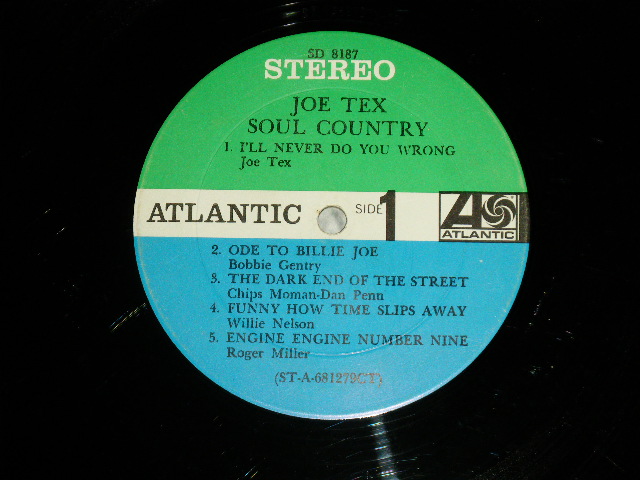 SD 8187
STEREO
JOE TEX
SOUL COUNTRY
1. I'LL NEVER DO YOU WRONG
Joe Tex
ATLANTIC
SIDE 1
ATLANTIC
2. ODE TO BILLIE JOE
Bobbie Gentry
3. THE DARK END OF THE STREET
Chips Moman-Dan Penn
4. FUNNY HOW TIME SLIPS AWAY
Willie Nelson
5. ENGINE ENGINE NUMBER NINE
Roger Miller
(ST-A-681279CT)